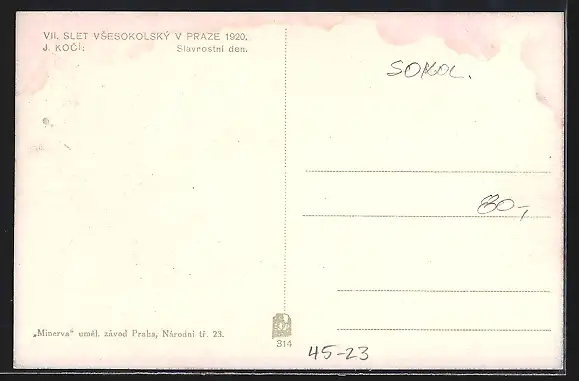 VII. SLET VŠESOKOLSKÝ V PRAZE 1920.
J. KOČÍ: Slavnostní den.
SOKOL.
80,-
„Minerva“ uměl. závod Praha, Národní tř. 23.
314
45-23